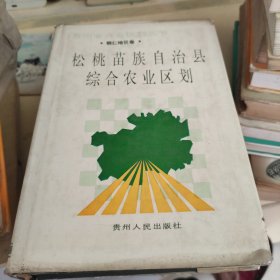 • 铜仁地区卷 •
松桃苗族自治县
综合农业区划
贵州人民出版社